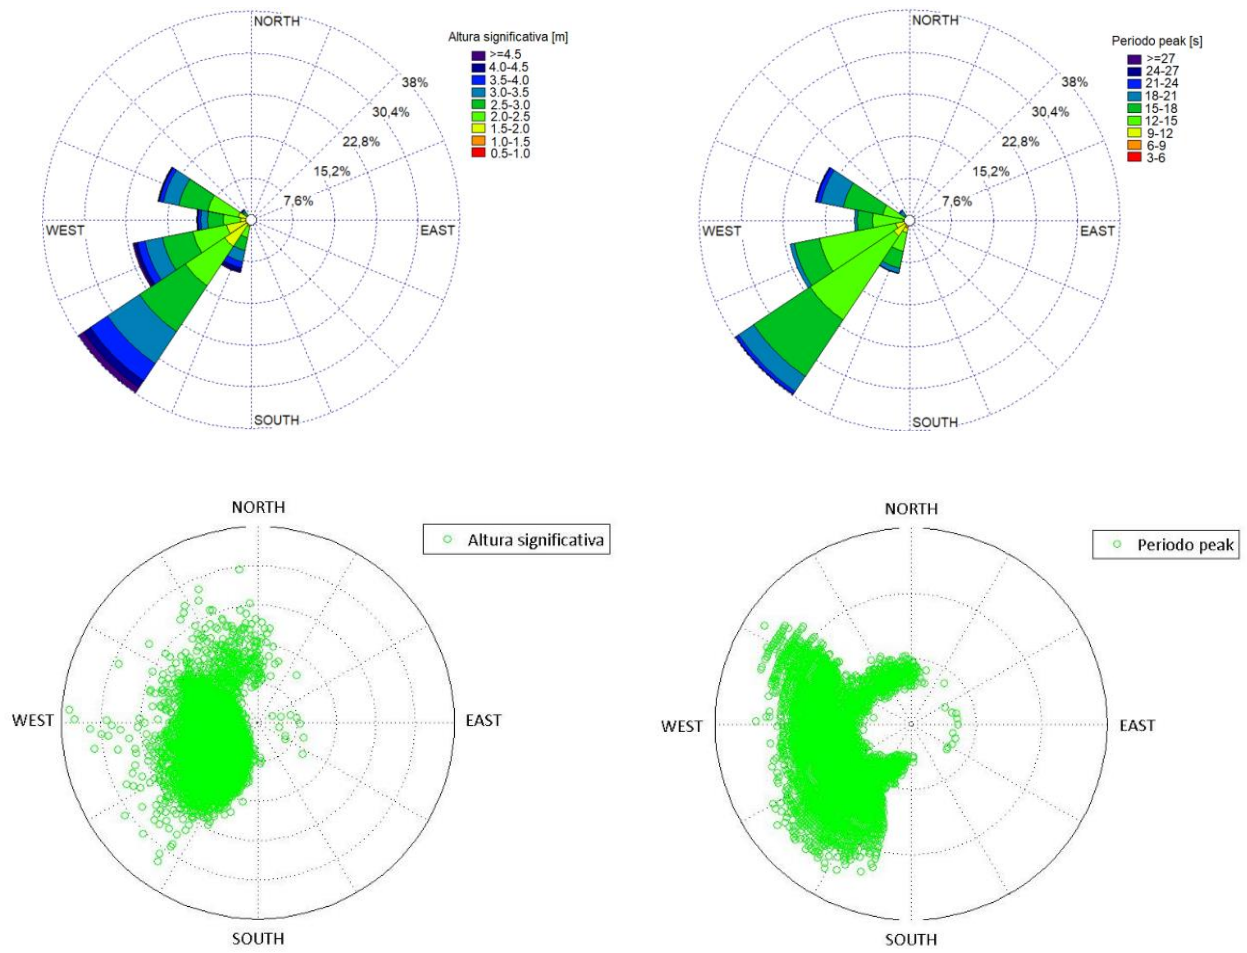 NORTH
WEST
EAST
SOUTH
38%
30,4%
22,8%
15,2%
7,6%
Altura significativa [m]
>=4.5
4.0-4.5
3.5-4.0
3.0-3.5
2.5-3.0
2.0-2.5
1.5-2.0
1.0-1.5
0.5-1.0
NORTH
WEST
EAST
SOUTH
38%
30,4%
22,8%
15,2%
7,6%
Periodo peak [s]
>=27
24-27
21-24
18-21
15-18
12-15
9-12
6-9
3-6
NORTH
WEST
EAST
SOUTH
Altura significativa
NORTH
WEST
EAST
SOUTH
Periodo peak